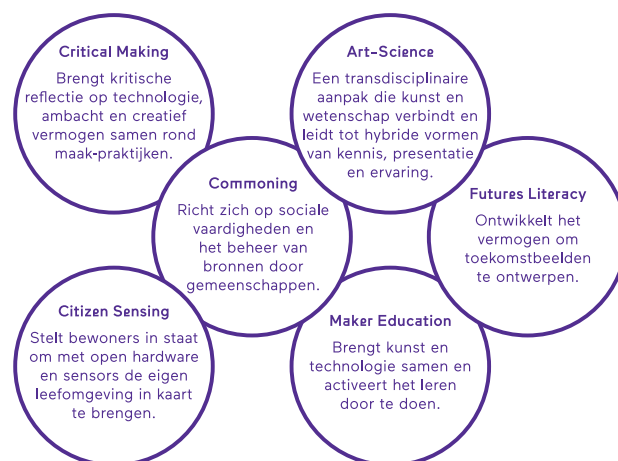 Critical Making
Brengt kritische
reflectie op technologie,
ambacht en creatief
vermogen samen rond
maak-praktijken.
Art-Science
Een transdisciplinaire
aanpak die kunst en
wetenschap verbindt en
leidt tot hybride vormen
van kennis, presentatie
en ervaring.
Commoning
Richt zich op sociale
vaardigheden en
het beheer van
bronnen door
gemeenschappen.
Futures Literacy
Ontwikkelt het
vermogen om
toekomstbeelden
te ontwerpen.
Citizen Sensing
Stelt bewoners in staat
om met open hardware
en sensors de eigen
leefomgeving in kaart
te brengen.
Maker Education
Brengt kunst en
technologie samen en
activeert het leren
door te doen.